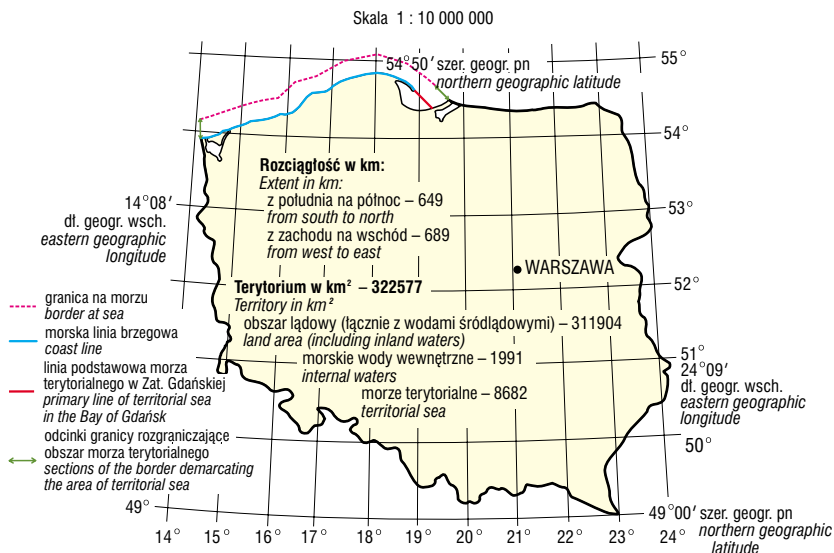 Skala 1 : 10 000 000
55°
54°50′ szer. geogr. pn
northern geographic latitude
54°
Rozciągłość w km:
Extent in km:
z południa na północ – 649
from south to north
z zachodu na wschód – 689
from west to east
14°08′
dł. geogr. wsch.
eastern geographic
longitude
53°
WARSZAWA
52°
Terytorium w km² – 322577
Territory in km²
obszar lądowy (łącznie z wodami śródlądowymi) – 311904
land area (including inland waters)
morskie wody wewnętrzne – 1991
internal waters
morze terytorialne – 8682
territorial sea
granica na morzu
border at sea
morska linia brzegowa
coast line
linia podstawowa morza
terytorialnego w Zat. Gdańskiej
primary line of territorial sea
in the Bay of Gdańsk
odcinki granicy rozgraniczające
obszar morza terytorialnego
sections of the border demarcating
the area of territorial sea
51°
24°09′
dł. geogr. wsch.
eastern geographic
longitude
50°
49°
49°00′ szer. geogr. pn
northern geographic
latitude
14° 15° 16° 17° 18° 19° 20° 21° 22° 23° 24°